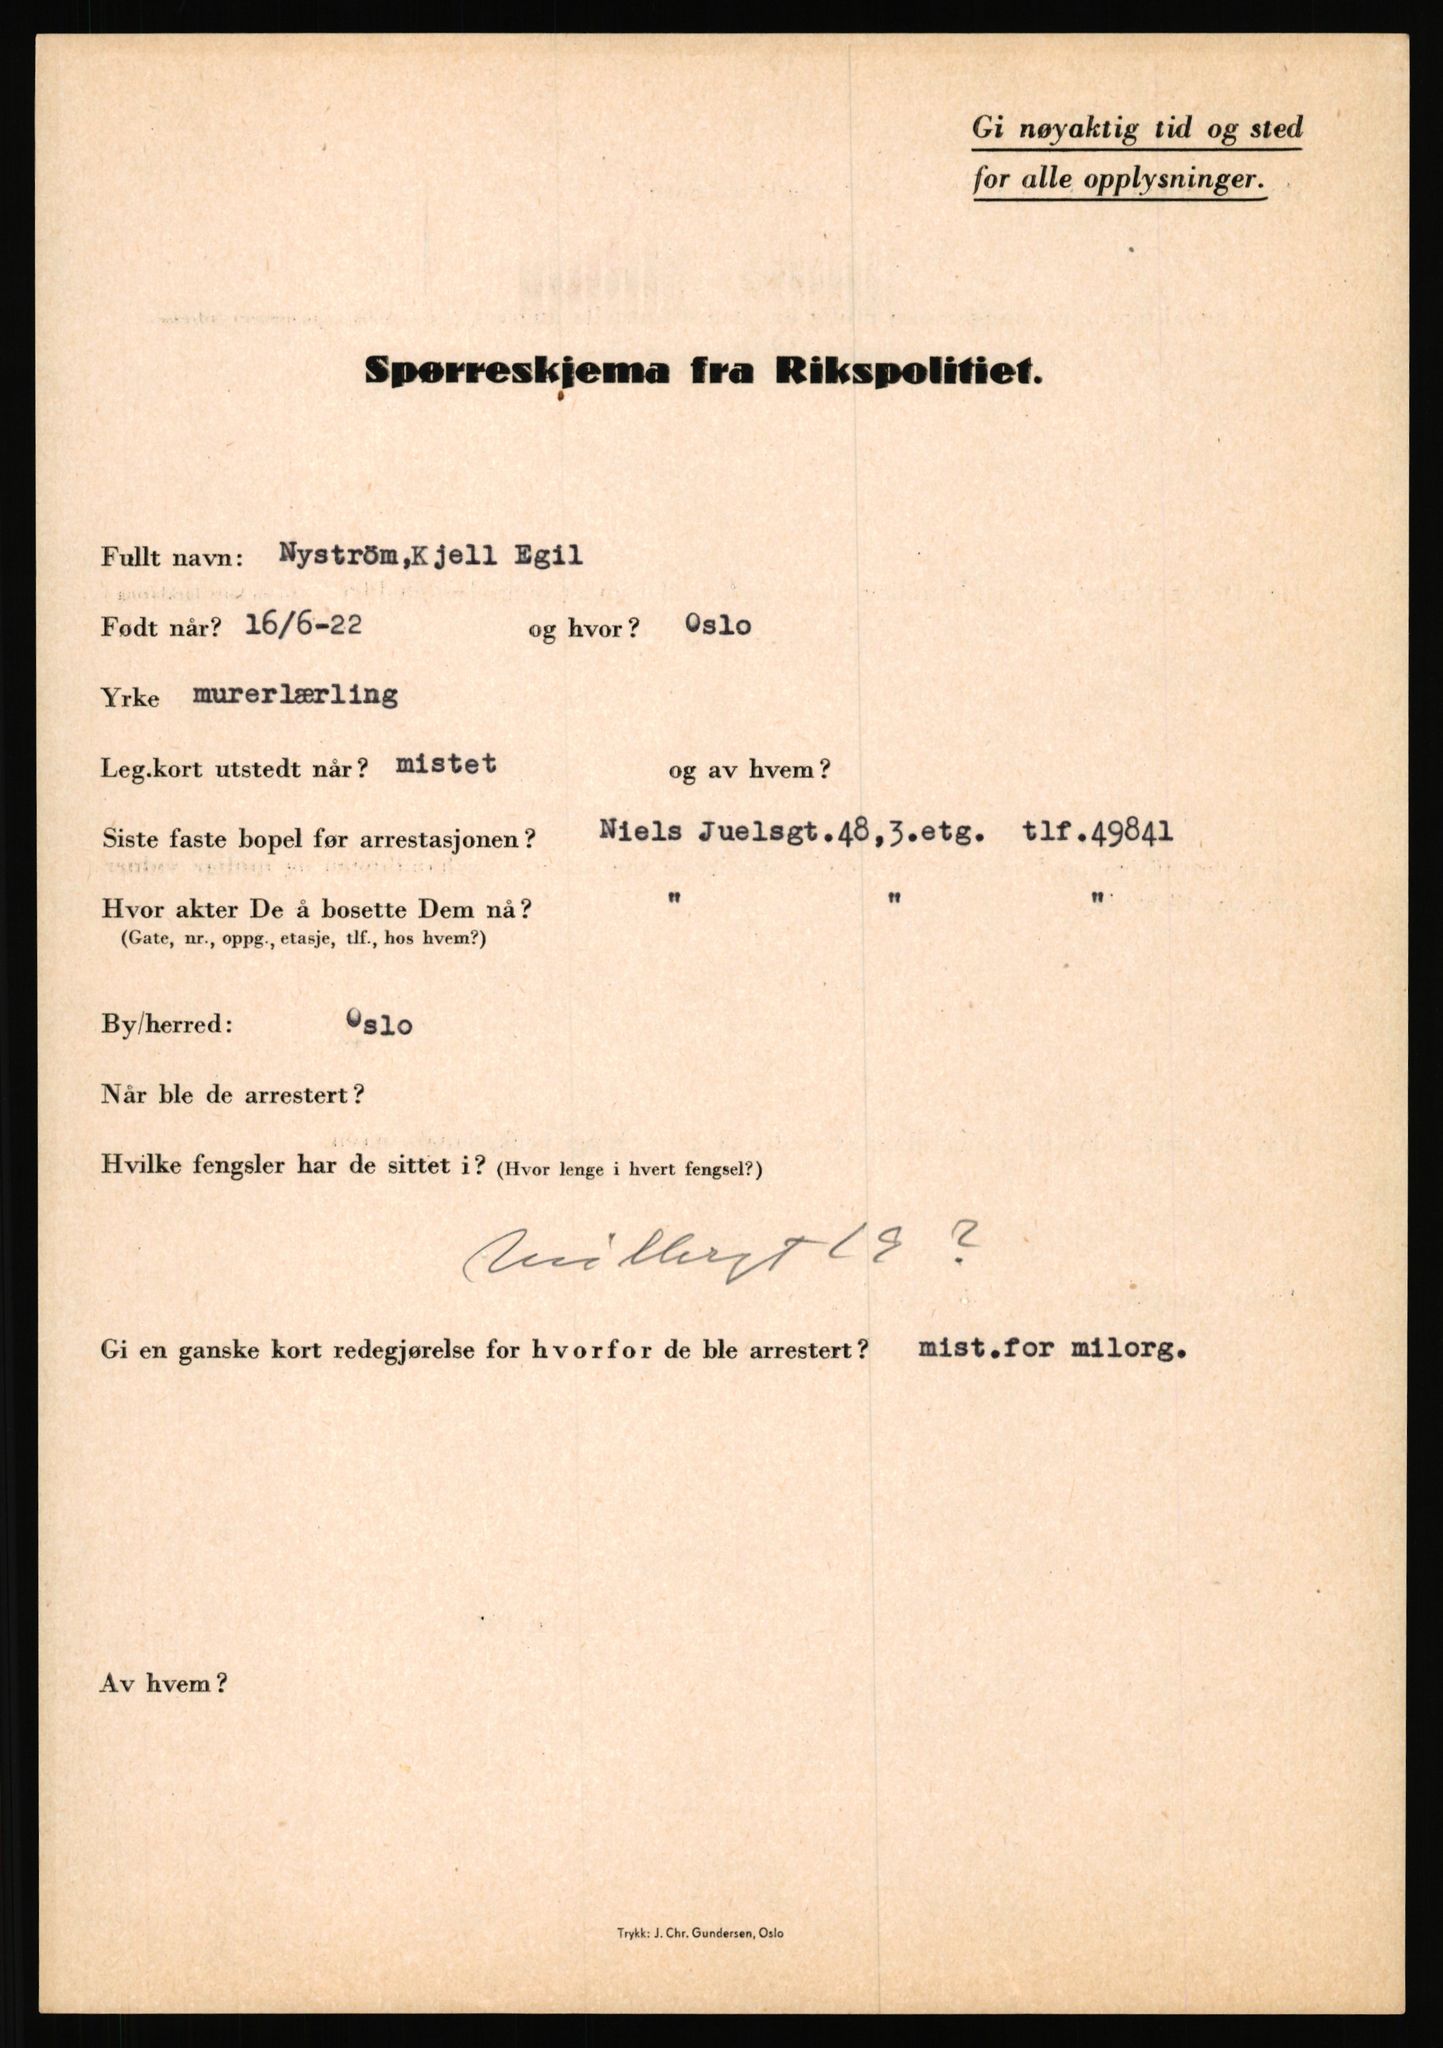 Gi nøyaktig tid og sted
for alle opplysninger.
Spørreskjema fra Rikspolitiet.
Fullt navn: Nyström,Kjell Egil
Født når? 16/6-22 og hvor? Oslo
Yrke murerlærling
Leg.kort utstedt når? mistet og av hvem?
Siste faste bopel før arrestasjonen? Niels Juelsgt.48,3.etg. tlf.49841
Hvor akter De å bosette Dem nå? " " "
(Gate, nr., oppg., etasje, tlf., hos hvem?)
By/herred: Oslo
Når ble de arrestert?
Hvilke fengsler har de sittet i? (Hvor lenge i hvert fengsel?)
19 ?
Gi en ganske kort redegjørelse for hvorfor de ble arrestert? mist.for milorg.
Av hvem?
Trykk: J. Chr. Gundersen, Oslo